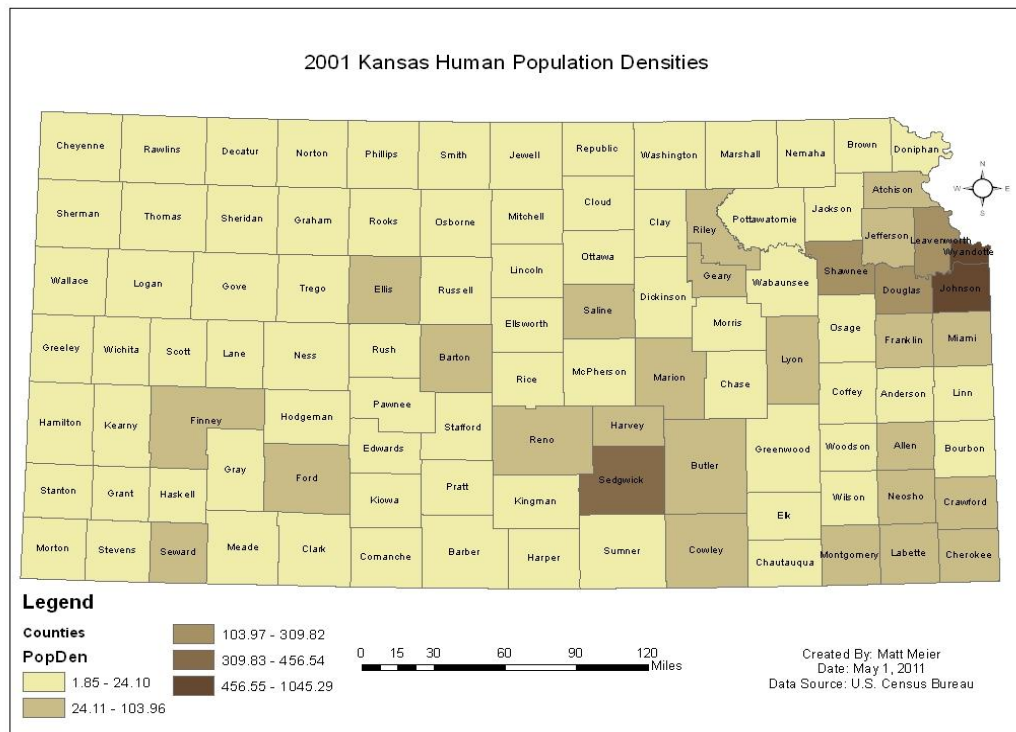 2001 Kansas Human Population Densities
Cheyenne
Rawlins
Decatur
Norton
Phillips
Smith
Jewell
Republic
Washington
Marshall
Nemaha
Brown
Doniphan
Atchison
N
W
E
S
Sherman
Thomas
Sheridan
Graham
Rooks
Osborne
Mitchell
Cloud
Clay
Riley
Pottawatomie
Jackson
Jefferson
Leavenworth
Wyandotte
Wallace
Logan
Gove
Trego
Ellis
Russell
Lincoln
Ottawa
Dickinson
Geary
Wabaunsee
Shawnee
Douglas
Johnson
Ellsworth
Saline
Morris
Osage
Franklin
Miami
Greeley
Wichita
Scott
Lane
Ness
Rush
Barton
Rice
McPherson
Marion
Chase
Lyon
Coffey
Anderson
Linn
Hamilton
Kearny
Finney
Hodgeman
Pawnee
Edwards
Stafford
Reno
Harvey
Butler
Greenwood
Woodson
Allen
Bourbon
Stanton
Grant
Haskell
Gray
Ford
Kiowa
Pratt
Kingman
Sedgwick
Elk
Wilson
Neosho
Crawford
Morton
Stevens
Seward
Meade
Clark
Comanche
Barber
Harper
Sumner
Cowley
Chautauqua
Montgomery
Labette
Cherokee
Legend
Counties
PopDen
1.85 - 24.10
24.11 - 103.96
103.97 - 309.82
309.83 - 456.54
456.55 - 1045.29
0 15 30 60 90 120
Miles
Created By: Matt Meier
Date: May 1, 2011
Data Source: U.S. Census Bureau